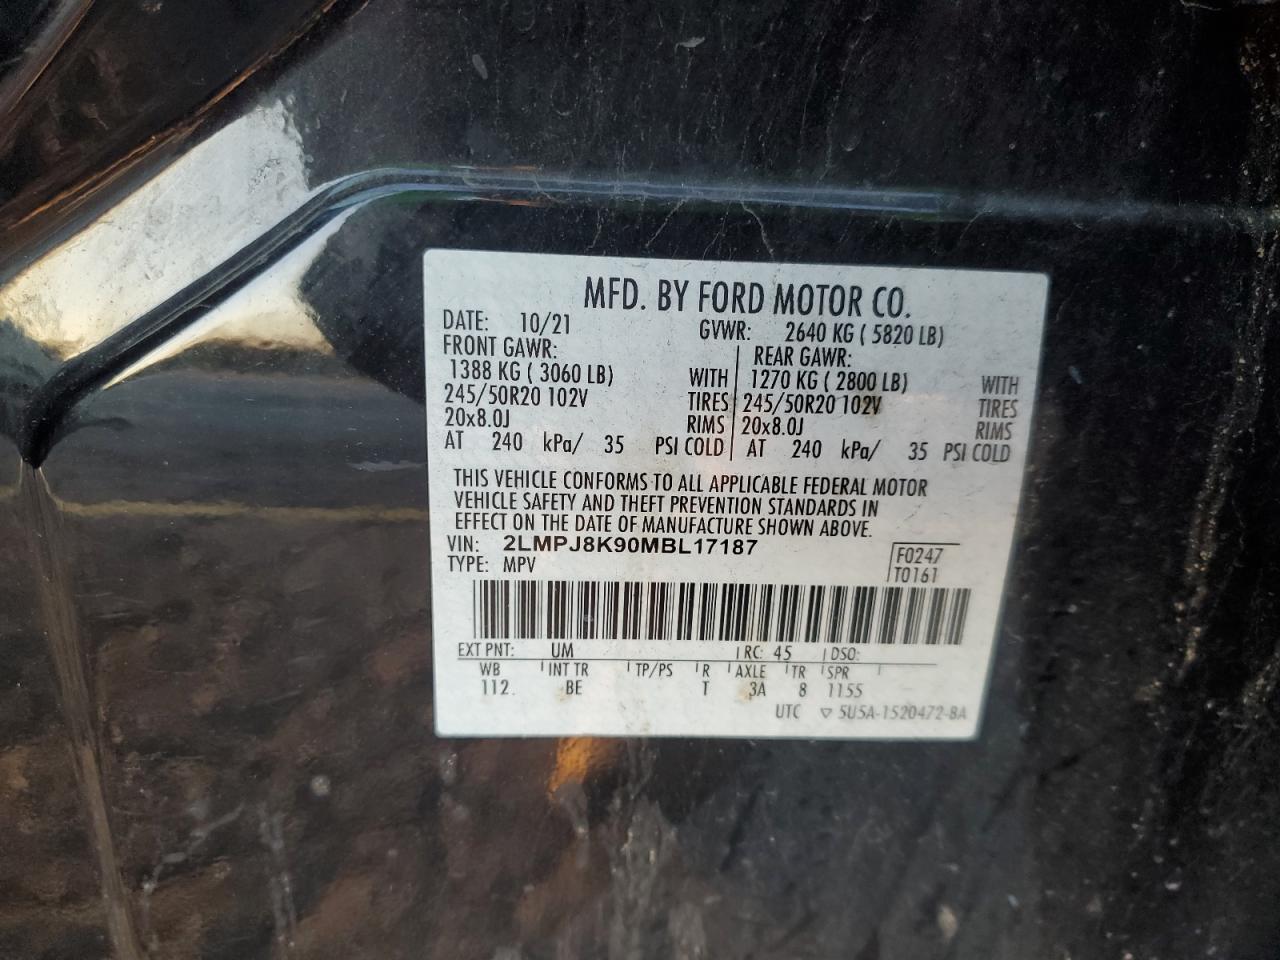 MFD. BY FORD MOTOR CO.
DATE: 10/21 GVWR: 2640 KG ( 5820 LB)
FRONT GAWR: REAR GAWR:
1388 KG ( 3060 LB) WITH 1270 KG ( 2800 LB) WITH
245/50R20 102V TIRES 245/50R20 102V TIRES
20x8.0J RIMS 20x8.0J RIMS
AT 240 kPa/ 35 PSI COLD AT 240 kPa/ 35 PSI COLD
THIS VEHICLE CONFORMS TO ALL APPLICABLE FEDERAL MOTOR
VEHICLE SAFETY AND THEFT PREVENTION STANDARDS IN
EFFECT ON THE DATE OF MANUFACTURE SHOWN ABOVE.
VIN: 2LMPJ8K90MBL17187
TYPE: MPV
F0247
T0161
EXT PNT: UM RC: 45 DSO:
WB INT TR TP/PS R AXLE TR SPR
112. BE T 3A 8 1155
UTC ▽ 5U5A-1520472-BA